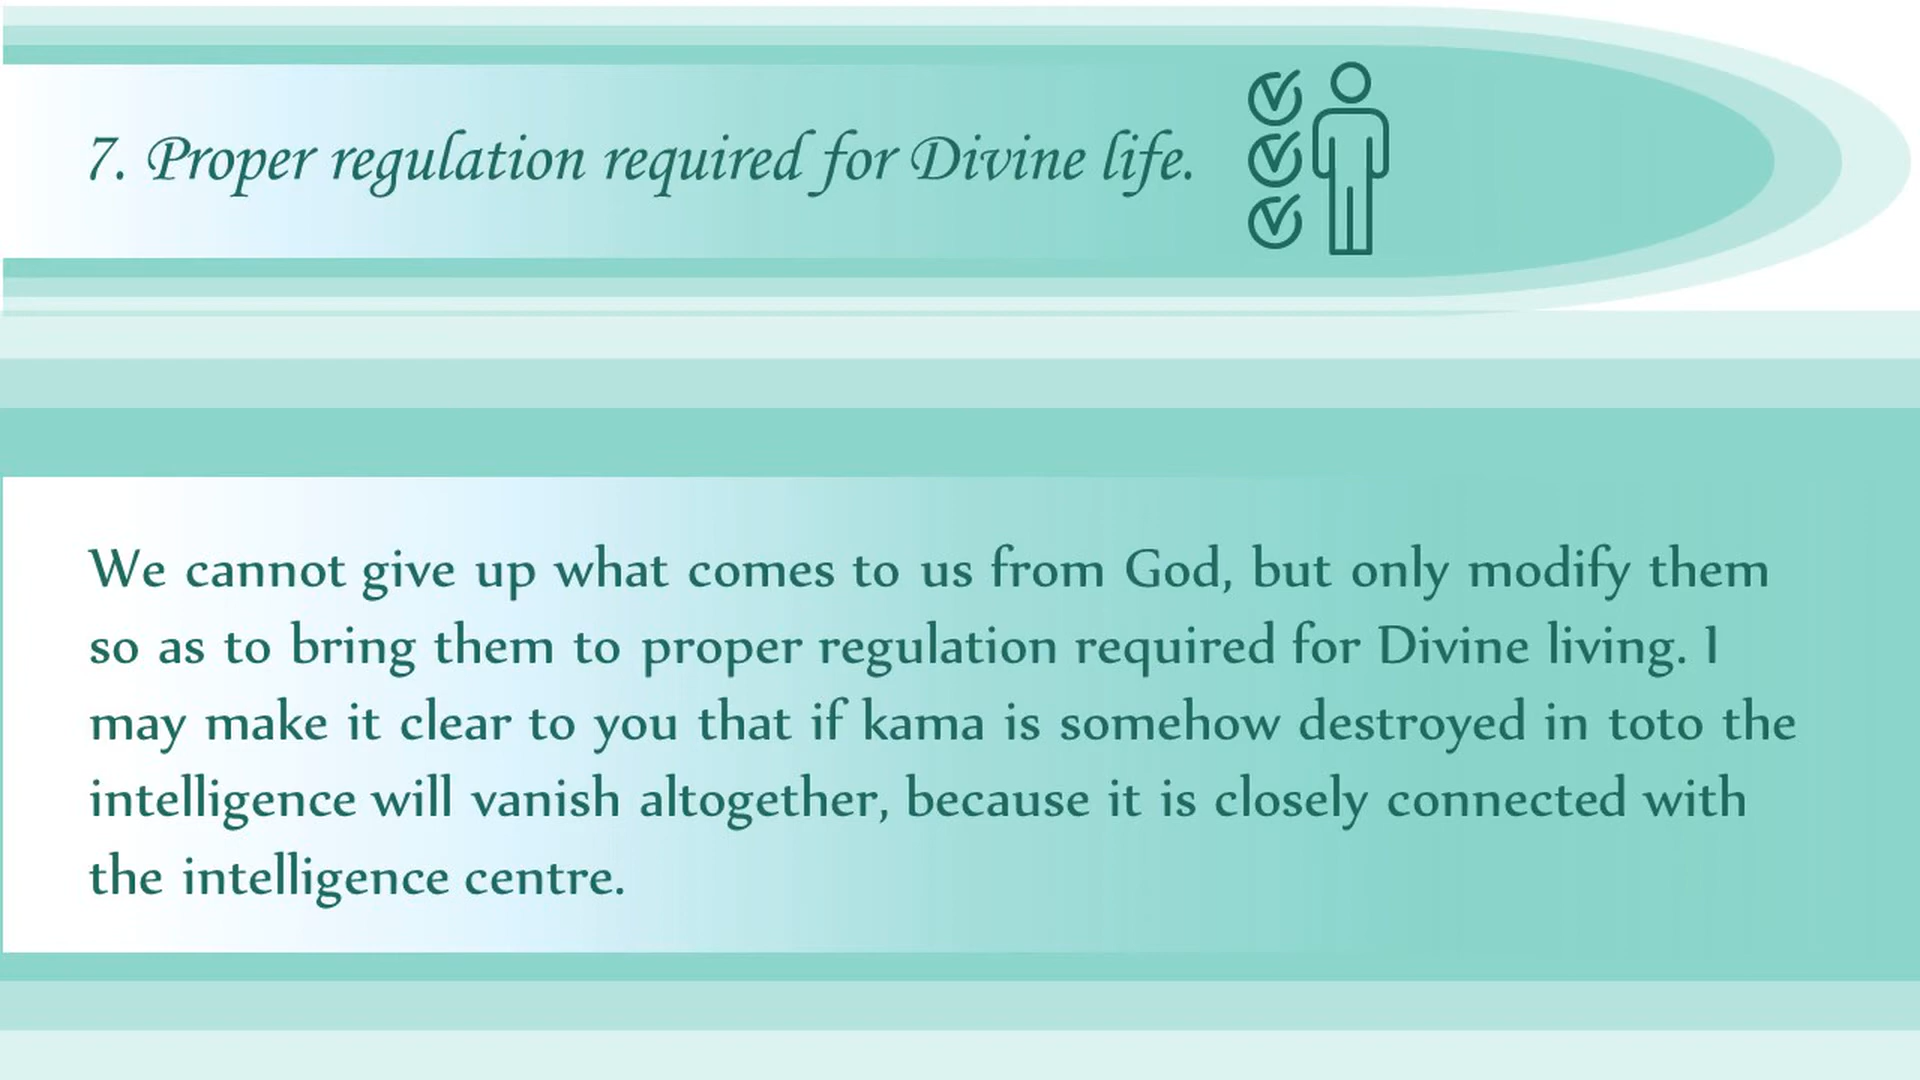 7. Proper regulation required for Divine life.
We cannot give up what comes to us from God, but only modify them
so as to bring them to proper regulation required for Divine living. I
may make it clear to you that if kama is somehow destroyed in toto the
intelligence will vanish altogether, because it is closely connected with
the intelligence centre.